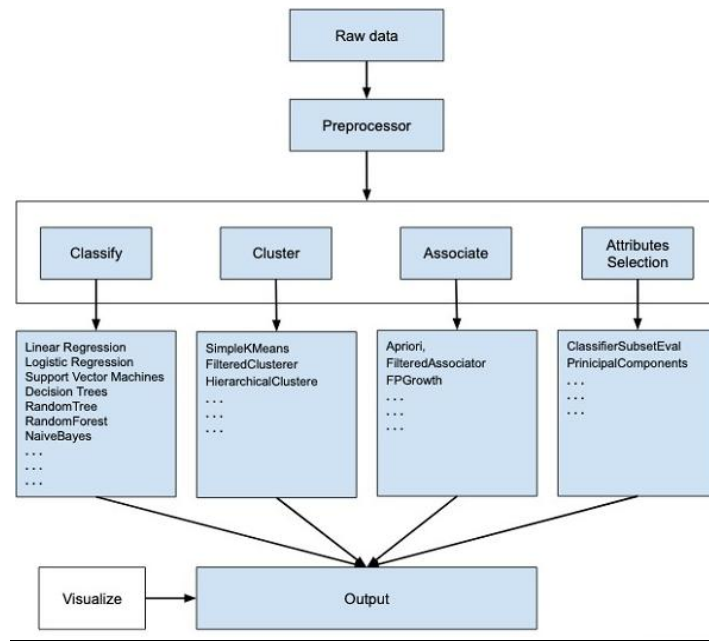 Raw data
Preprocessor
Classify
Cluster
Associate
Attributes
Selection
Linear Regression
Logistic Regression
Support Vector Machines
Decision Trees
RandomTree
RandomForest
NaiveBayes
. . .
. . .
. . .
SimpleKMeans
FilteredClusterer
HierarchicalClustere
. . .
. . .
. . .
Apriori,
FilteredAssociator
FPGrowth
. . .
. . .
. . .
ClassifierSubsetEval
PrinicipalComponents
. . .
. . .
. . .
Visualize
Output